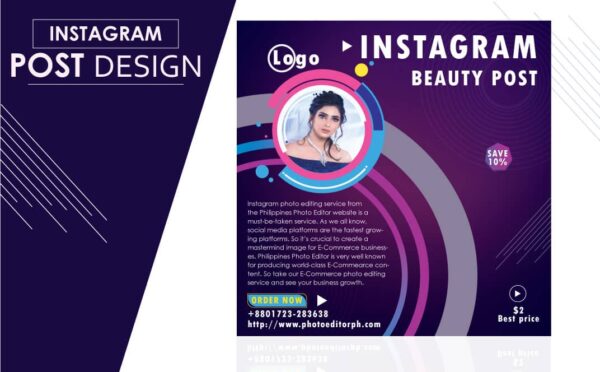 INSTAGRAM
POST DESIGN
Logo
INSTAGRAM
BEAUTY POST
SAVE
10%
Instagram photo editing service from
the Philippines Photo Editor website is a
must-be-taken service. As we all know,
social media platforms are the fastest grow-
ing platforms. So it's crucial to create a
mastermind image for E-Commerce business-
es. Philippines Photo Editor is very well known
for producing world-class E-Commearce con-
tent. So take our E-Commerce photo editing
service and see your business growth.
ORDER NOW
+8801723-283638
http://www.photoeditorph.com
$2
Best price